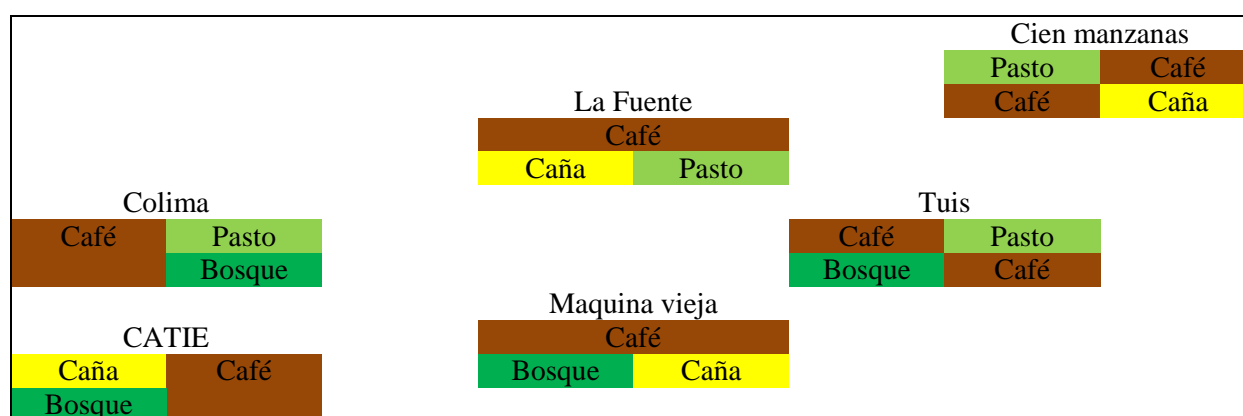 Cien manzanas
Pasto Café
Café Caña
La Fuente
Café
Caña Pasto
Colima
Café Pasto
Bosque
Tuis
Café Pasto
Bosque Café
Maquina vieja
Café
Bosque Caña
CATIE
Caña Café
Bosque